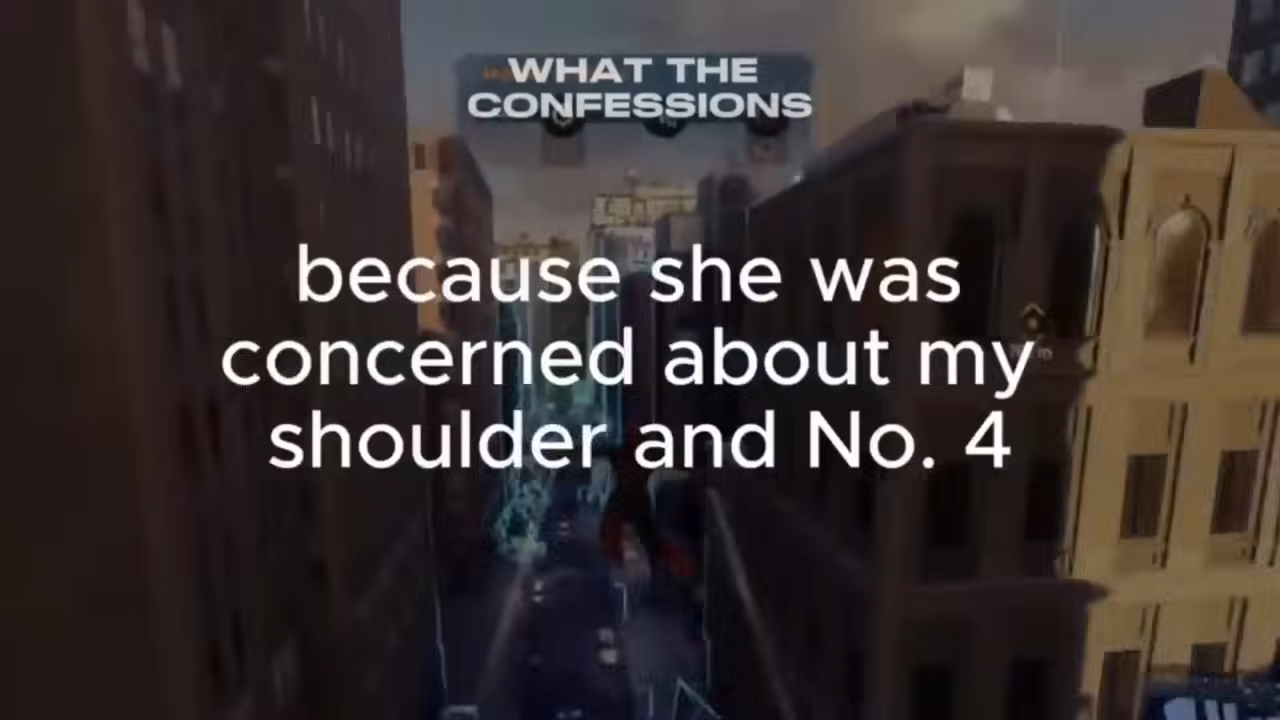 WHAT THE
CONFESSIONS
because she was
concerned about my
shoulder and No. 4